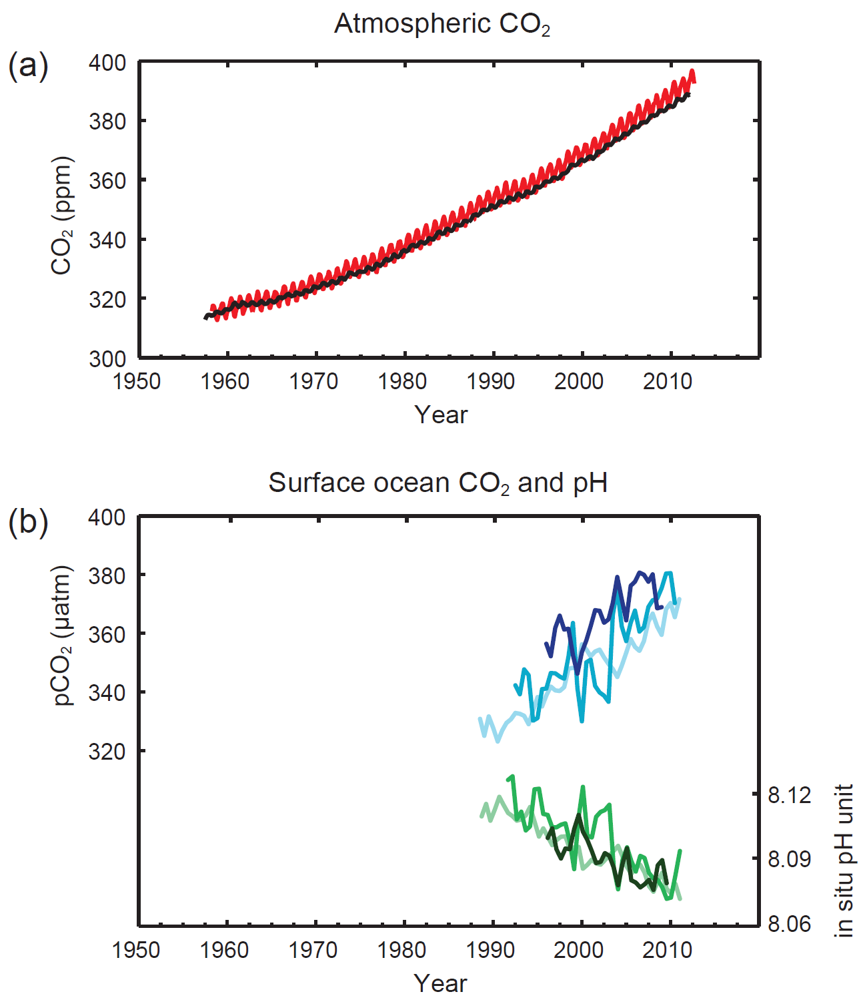 Atmospheric CO₂
(a)
400
380
360
340
320
300
CO₂ (ppm)
1950 1960 1970 1980 1990 2000 2010
Year
Surface ocean CO₂ and pH
(b)
400
380
360
340
320
pCO₂ (µatm)
8.12
8.09
8.06
in situ pH unit
1950 1960 1970 1980 1990 2000 2010
Year